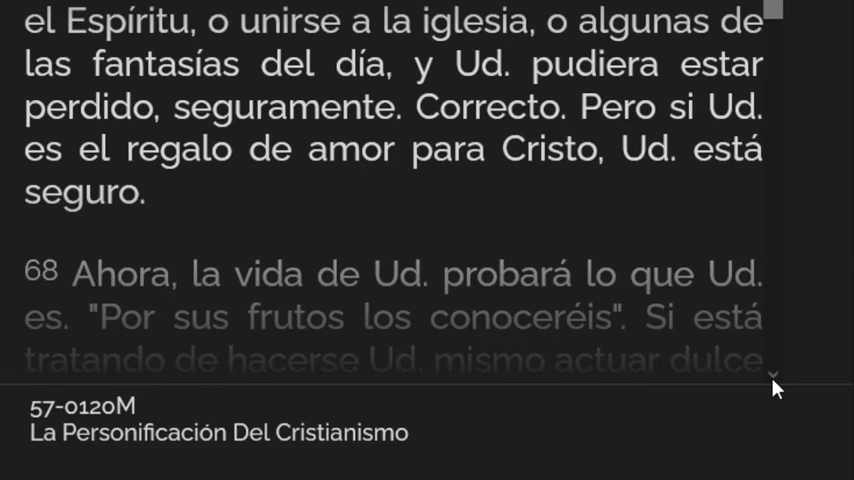 el Espíritu, o unirse a la iglesia, o algunas de
las fantasías del día, y Ud. pudiera estar
perdido, seguramente. Correcto. Pero si Ud.
es el regalo de amor para Cristo, Ud. está
seguro.
68 Ahora, la vida de Ud. probará lo que Ud.
es. "Por sus frutos los conoceréis". Si está
tratando de hacerse Ud. mismo actuar dulce
57-0120M
La Personificación Del Cristianismo